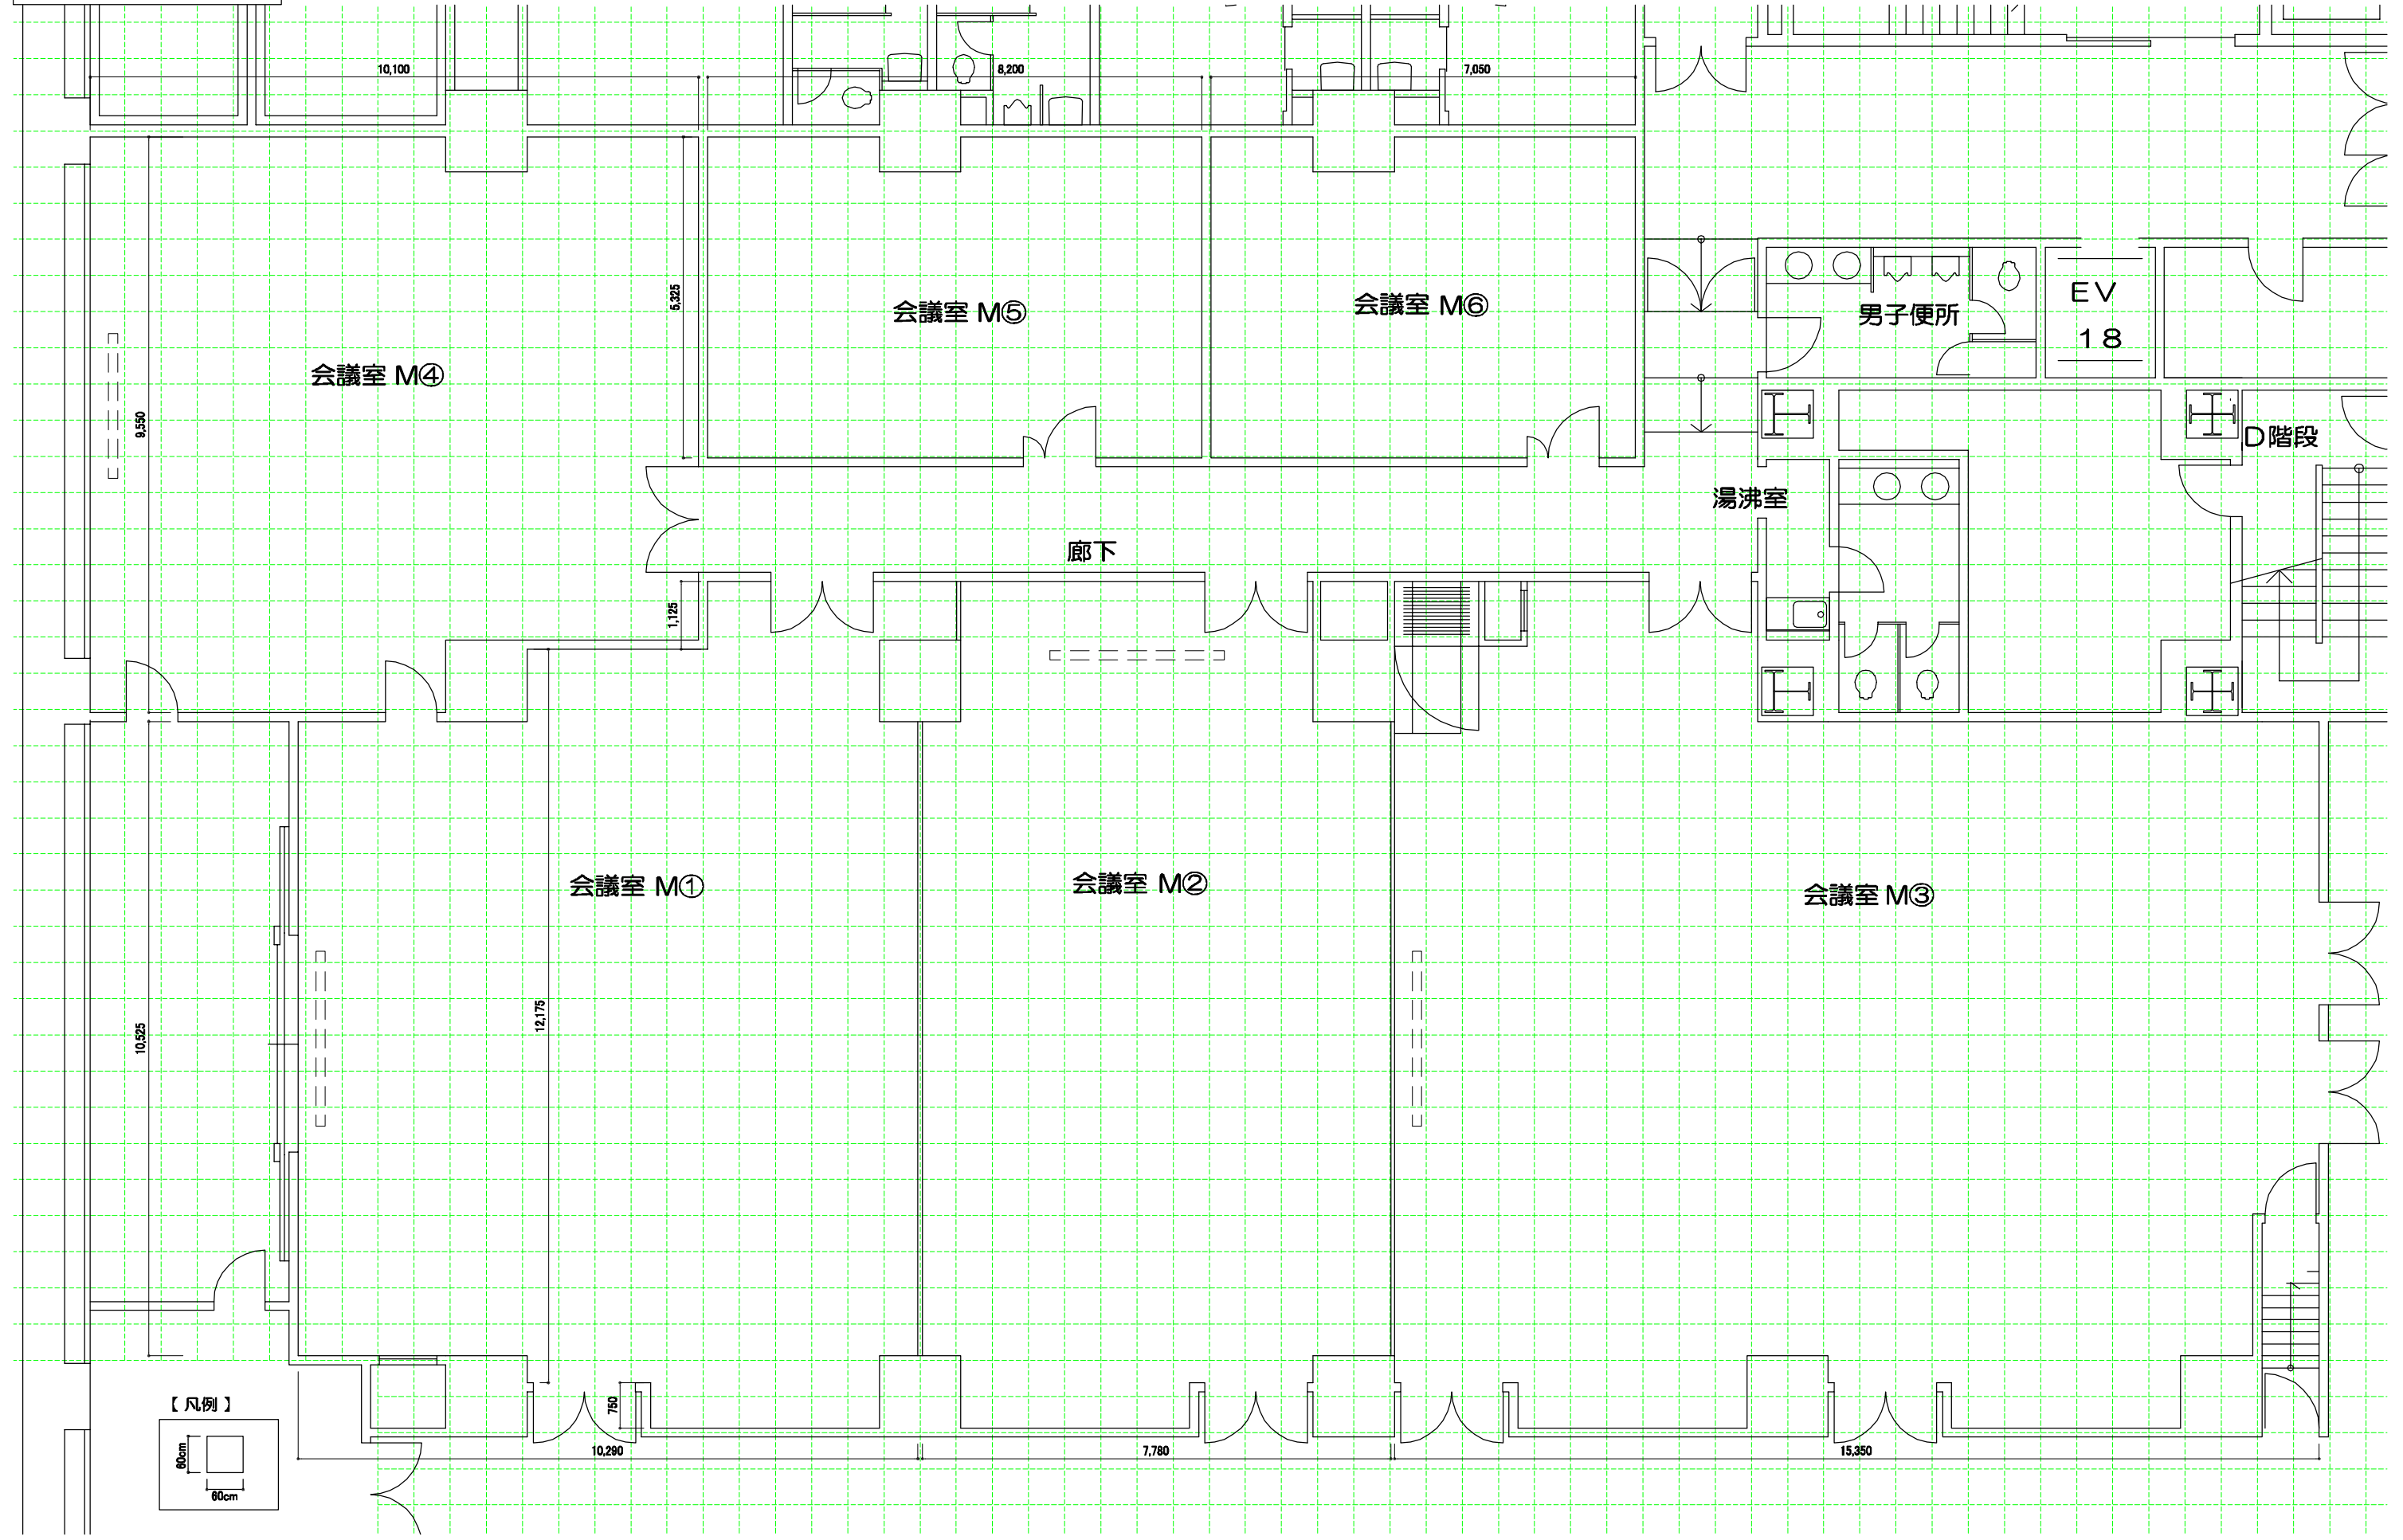 10,100
8,200
7,050
5,325
会議室 M⑤
会議室 M⑥
男子便所
EV
18
会議室 M④
9,550
D階段
湯沸室
廊下
1,125
会議室 M①
会議室 M②
会議室 M③
10,525
12,175
【 凡例 】
750
60cm
60cm
10,290
7,780
15,350